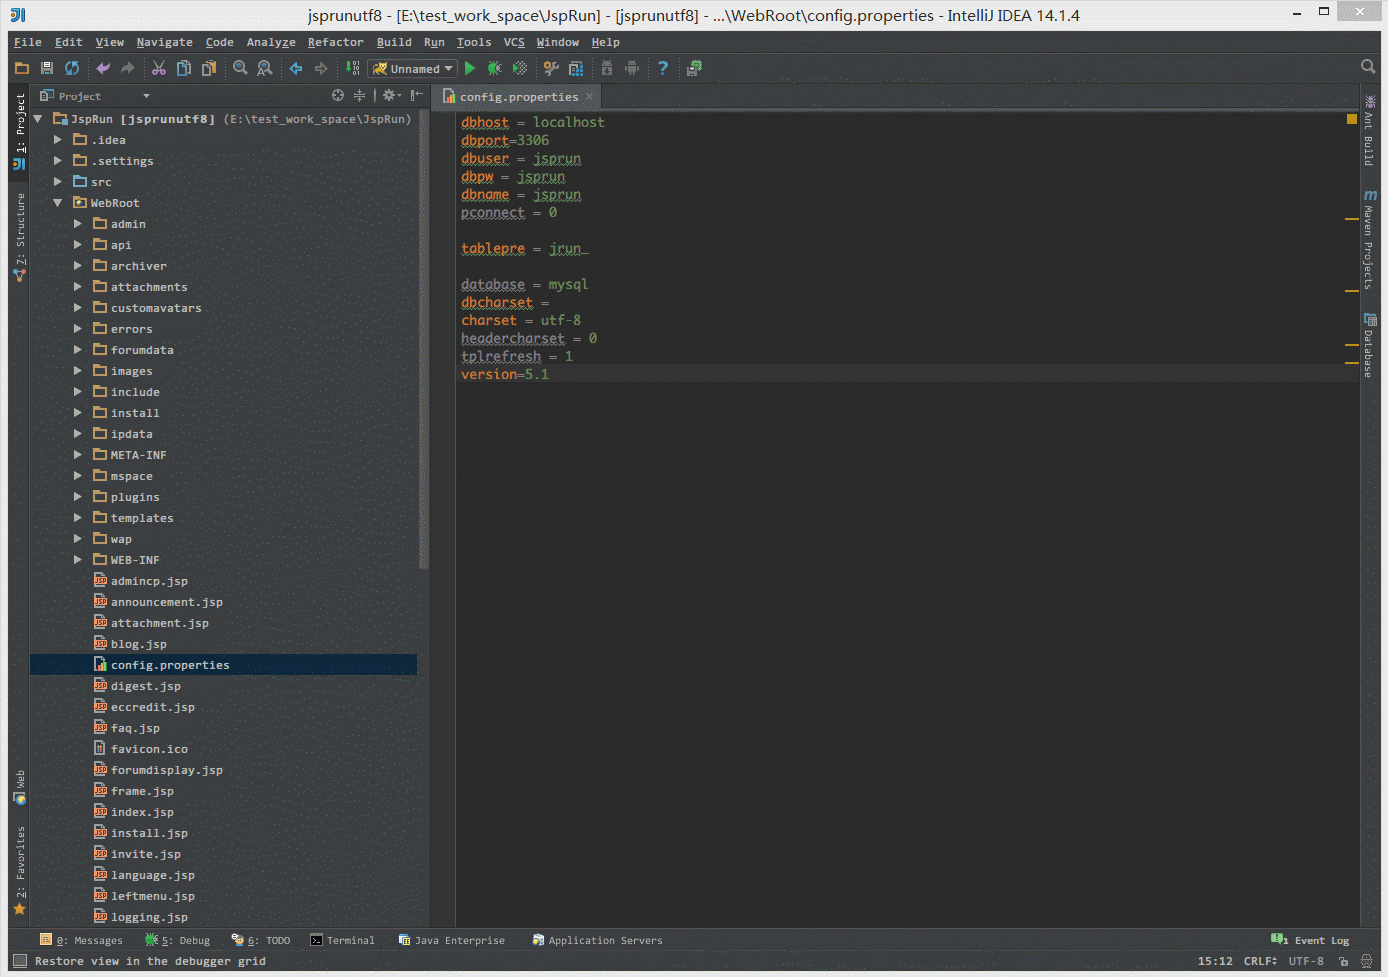 jsprunutf8 - [E:\test_work_space\JspRun] - [jsprunutf8] - ...\WebRoot\config.properties - IntelliJ IDEA 14.1.4
File Edit View Navigate Code Analyze Refactor Build Run Tools VCS Window Help
Unnamed
Project
config.properties
1: Project
7: Structure
Web
2: Favorites
JspRun [jsprunutf8] (E:\test_work_space\JspRun)
.idea
.settings
src
WebRoot
admin
api
archiver
attachments
customavatars
errors
forumdata
images
include
install
ipdata
META-INF
mspace
plugins
templates
wap
WEB-INF
admincp.jsp
announcement.jsp
attachment.jsp
blog.jsp
config.properties
digest.jsp
eccredit.jsp
faq.jsp
favicon.ico
forumdisplay.jsp
frame.jsp
index.jsp
install.jsp
invite.jsp
language.jsp
leftmenu.jsp
logging.jsp
dbhost = localhost
dbport=3306
dbuser = jsprun
dbpw = jsprun
dbname = jsprun
pconnect = 0
tablepre = jrun_
database = mysql
dbcharset =
charset = utf-8
headercharset = 0
tplrefresh = 1
version=5.1
Ant Build
Maven Projects
Database
0: Messages 5: Debug 6: TODO Terminal Java Enterprise Application Servers 1 Event Log
Restore view in the debugger grid 15:12 CRLF UTF-8